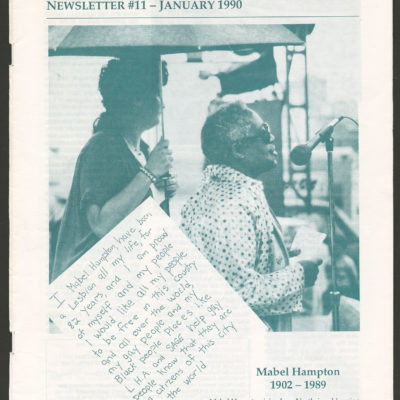 NEWSLETTER #11 – JANUARY 1990
I Mabel Hampton, have been
a Lesbian all my life, for
82 years, and I am proud
of myself and my people
I would like all my people
to be free in this Country
and all over the world,
my gay people and my
Black people places like
LHA and SAGE help gay
people Know that they are
citizens of this city
the world
Mabel Hampton
1902 – 1989